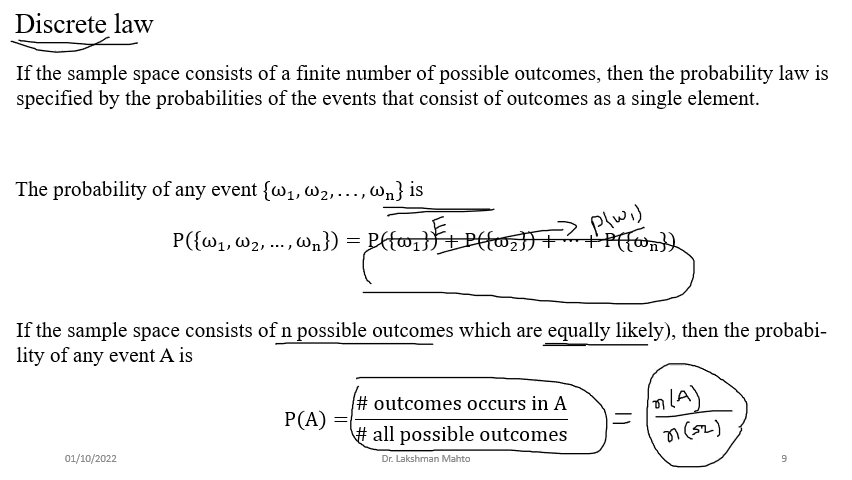 Discrete law
If the sample space consists of a finite number of possible outcomes, then the probability law is
specified by the probabilities of the events that consist of outcomes as a single element.
The probability of any event {ω₁, ω₂, . . . , ωₙ} is
E P(ω₁)
P({ω₁, ω₂, ... , ωₙ}) = P({ω₁}) + P({ω₂}) + ⋯ + P({ωₙ})
If the sample space consists of n possible outcomes which are equally likely), then the probabi-
lity of any event A is
P(A) = # outcomes occurs in A / # all possible outcomes = n(A) / n(Ω)
01/10/2022 Dr. Lakshman Mahto 9